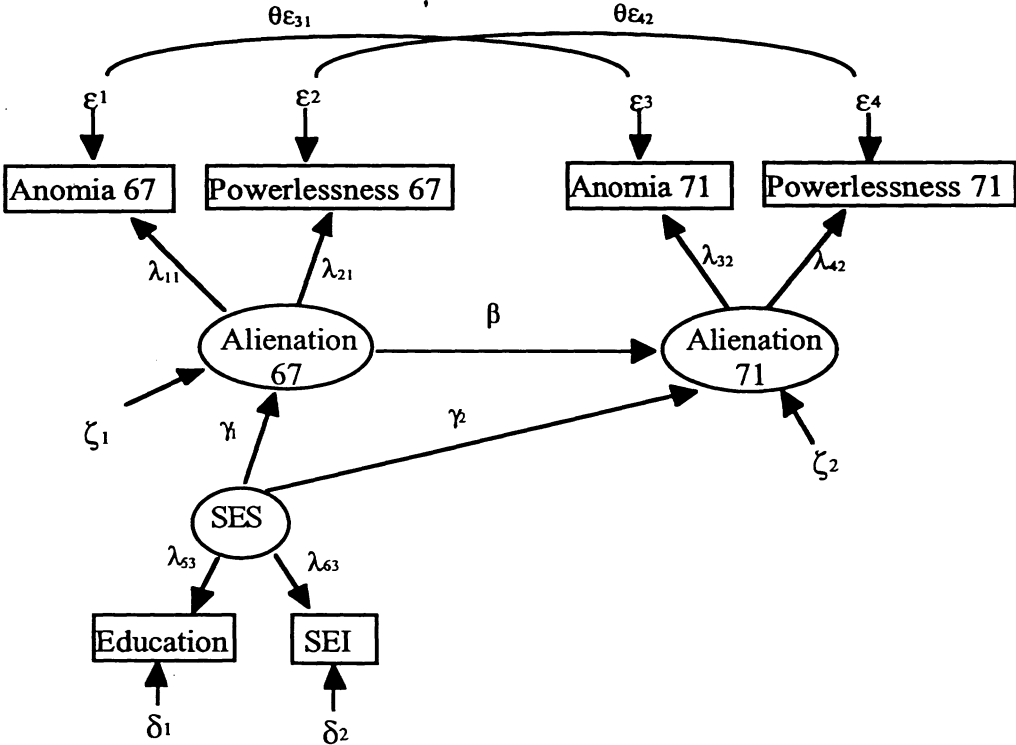 θε31 θε42
ε1 ε2 ε3 ε4
Anomia 67 Powerlessness 67 Anomia 71 Powerlessness 71
λ11 λ21 λ32 λ42
β
Alienation
67
Alienation
71
ζ1 γ1 γ2 ζ2
SES
λ53 λ63
Education SEI
δ1 δ2